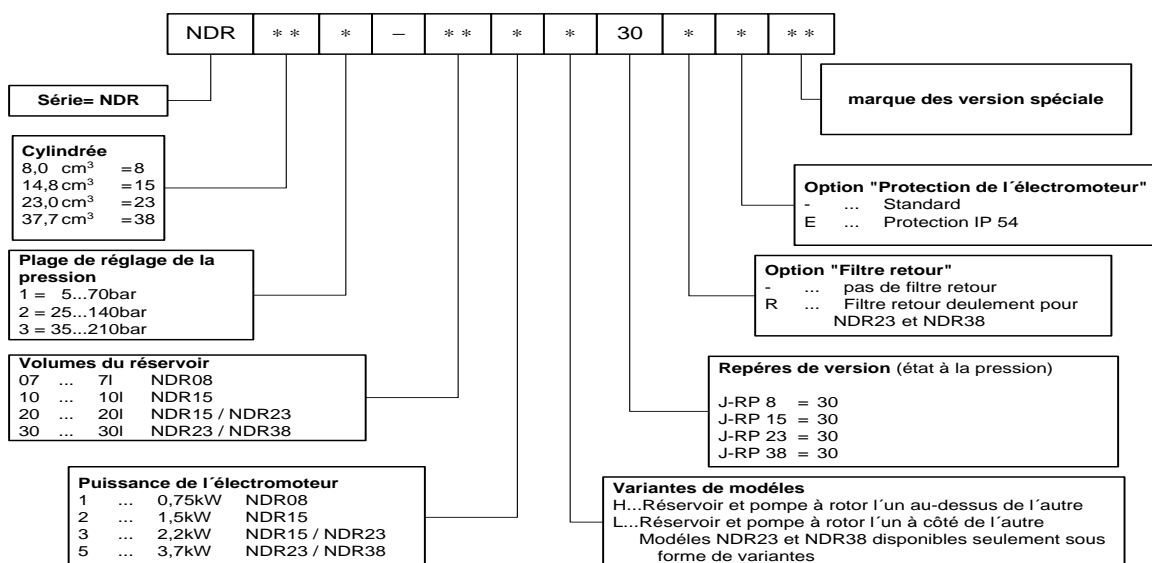 NDR ** * – ** * * 30 * * **
Série= NDR
marque des version spéciale
Cylindrée
8,0 cm³ =8
14,8 cm³ =15
23,0 cm³ =23
37,7 cm³ =38
Option "Protection de l´électromoteur"
- ... Standard
E ... Protection IP 54
Plage de réglage de la
pression
1 = 5...70bar
2 = 25...140bar
3 = 35...210bar
Option "Filtre retour"
- ... pas de filtre retour
R ... Filtre retour deulement pour
NDR23 et NDR38
Volumes du réservoir
07 ... 7l NDR08
10 ... 10l NDR15
20 ... 20l NDR15 / NDR23
30 ... 30l NDR23 / NDR38
Repéres de version (état à la pression)
J-RP 8 = 30
J-RP 15 = 30
J-RP 23 = 30
J-RP 38 = 30
Puissance de l´électromoteur
1 ... 0,75kW NDR08
2 ... 1,5kW NDR15
3 ... 2,2kW NDR15 / NDR23
5 ... 3,7kW NDR23 / NDR38
Variantes de modéles
H...Réservoir et pompe à rotor l´un au-dessus de l´autre
L...Réservoir et pompe à rotor l´un à côté de l´autre
Modéles NDR23 et NDR38 disponibles seulement sous
forme de variantes